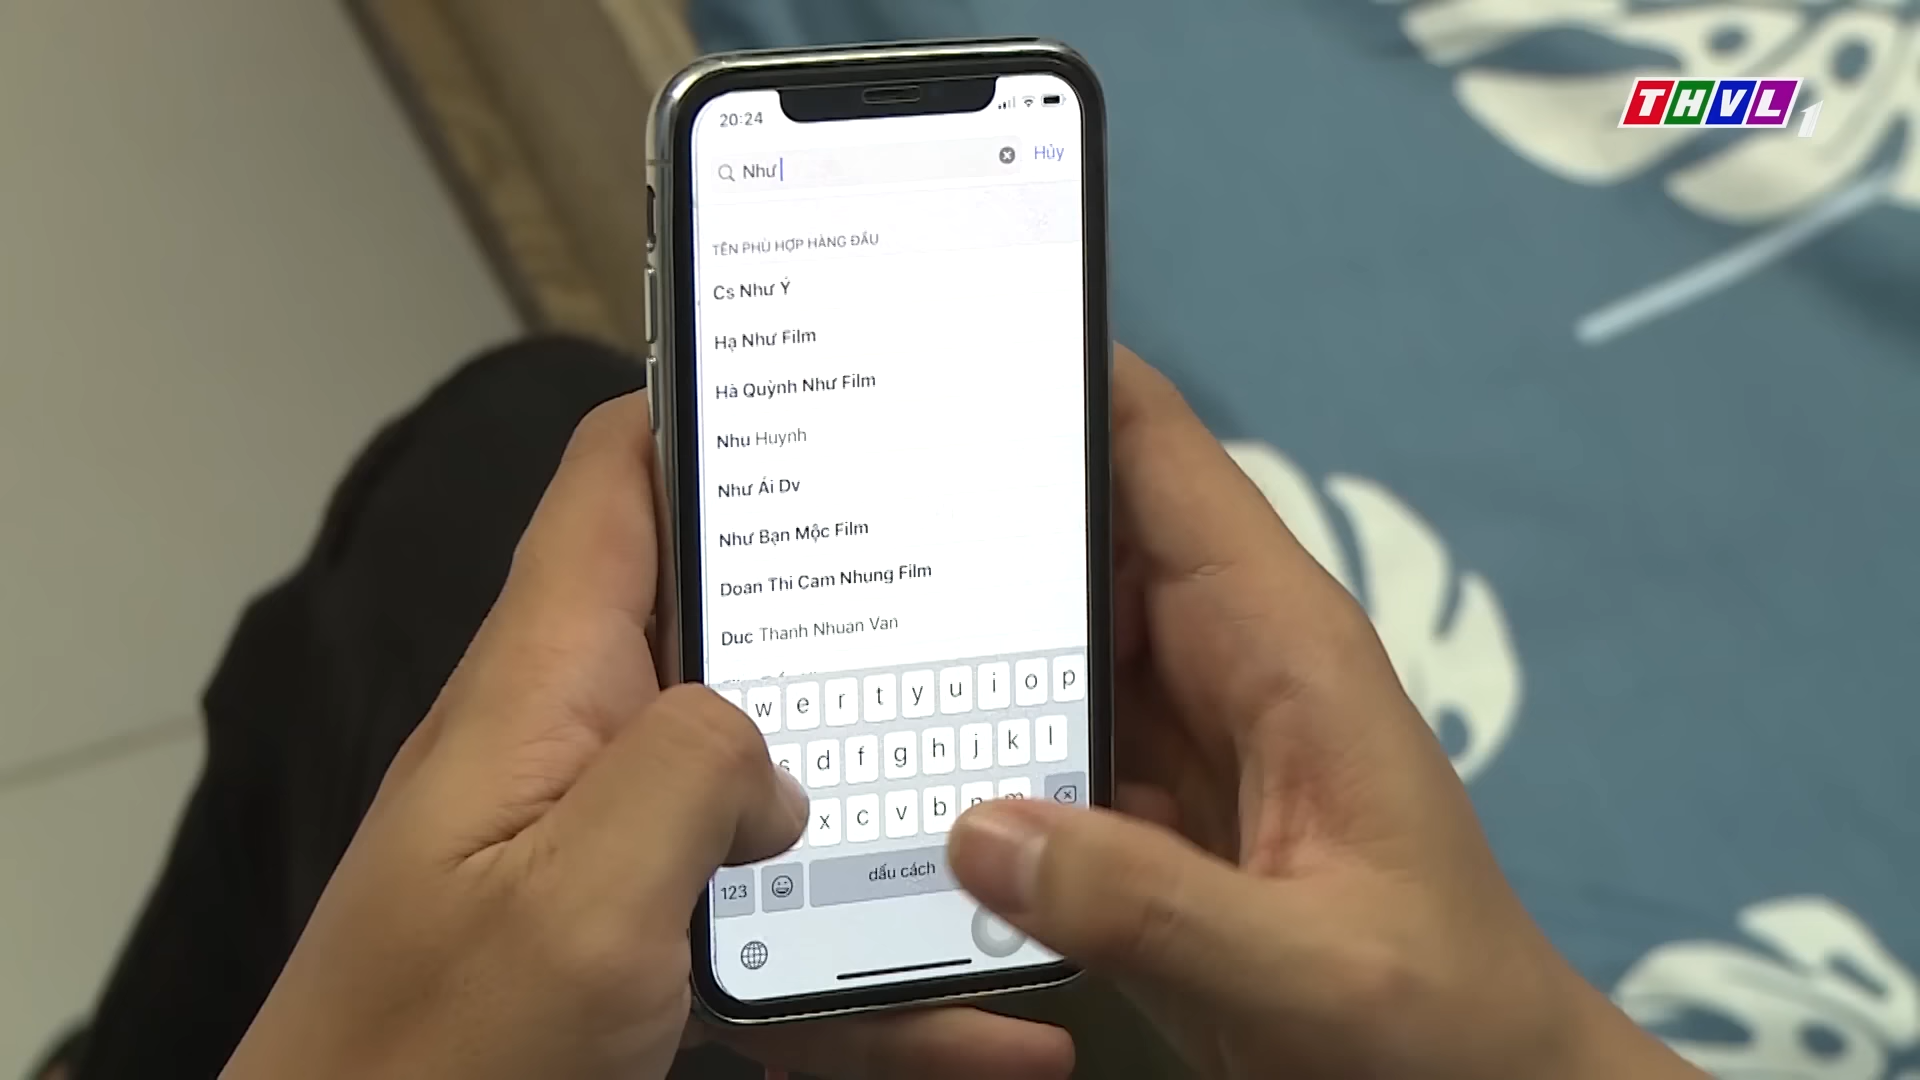 THVL1
20:24
Như
Hủy
TÊN PHÙ HỢP HÀNG ĐẦU
Cs Như Ý
Hạ Như Film
Hà Quỳnh Như Film
Nhu Huynh
Như Ái Dv
Như Bạn Mộc Film
Doan Thi Cam Nhung Film
Duc Thanh Nhuan Van
w e r t y u i o p
s d f g h j k l
x c v b n m
123 dấu cách